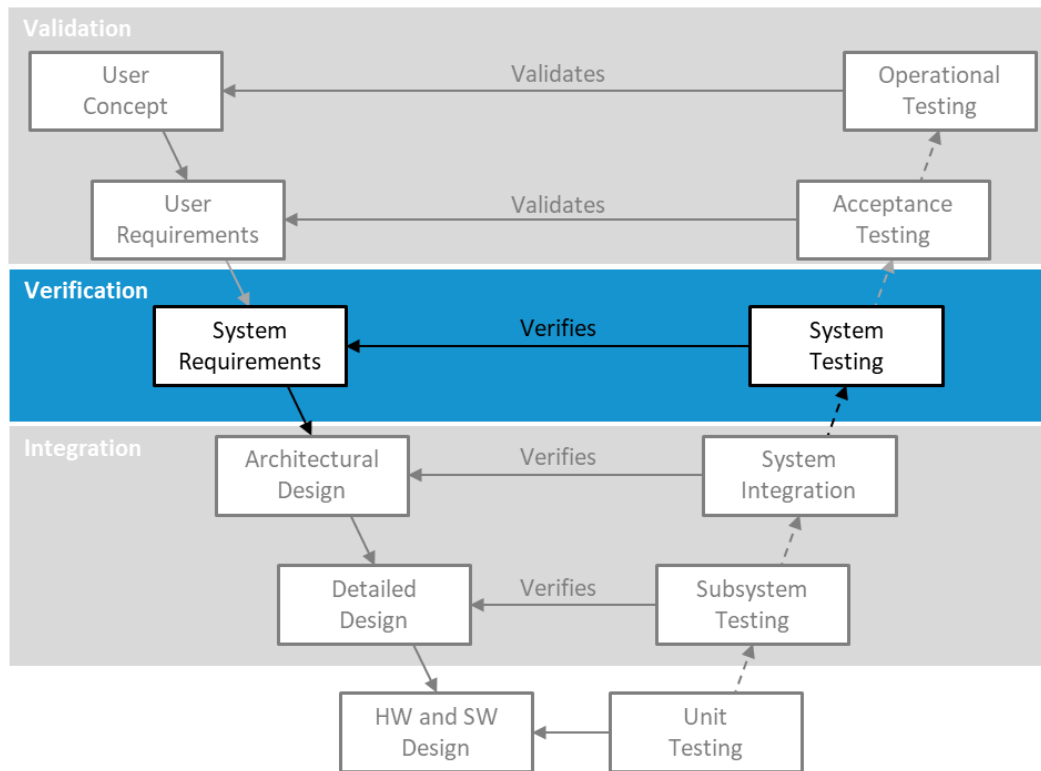 Validation
User
Concept
Validates
Operational
Testing
User
Requirements
Validates
Acceptance
Testing
Verification
System
Requirements
Verifies
System
Testing
Integration
Architectural
Design
Verifies
System
Integration
Detailed
Design
Verifies
Subsystem
Testing
HW and SW
Design
Unit
Testing